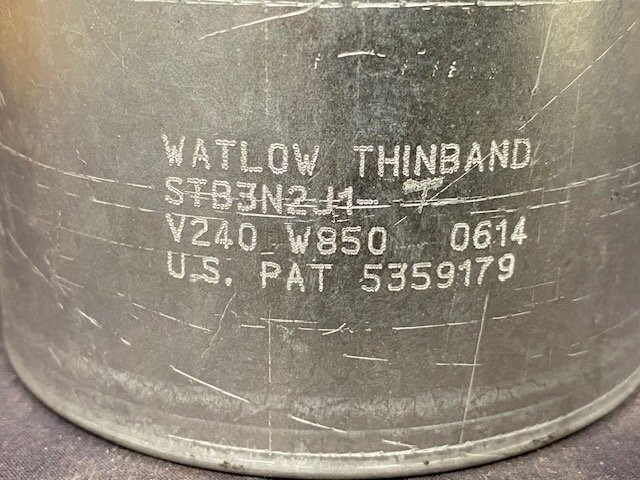 WATLOW THINBAND
STB3N2J1-
V240 W850 0614
U.S. PAT 5359179